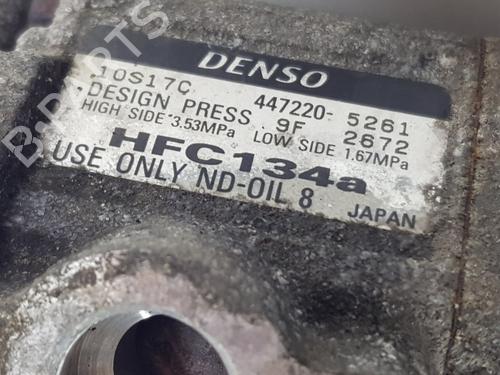 B-PARTS
DENSO
10S17C 447220-5261
DESIGN PRESS 9F 2672
HIGH SIDE 3.53MPa LOW SIDE 1.67MPa
HFC134a
USE ONLY ND-OIL 8 JAPAN